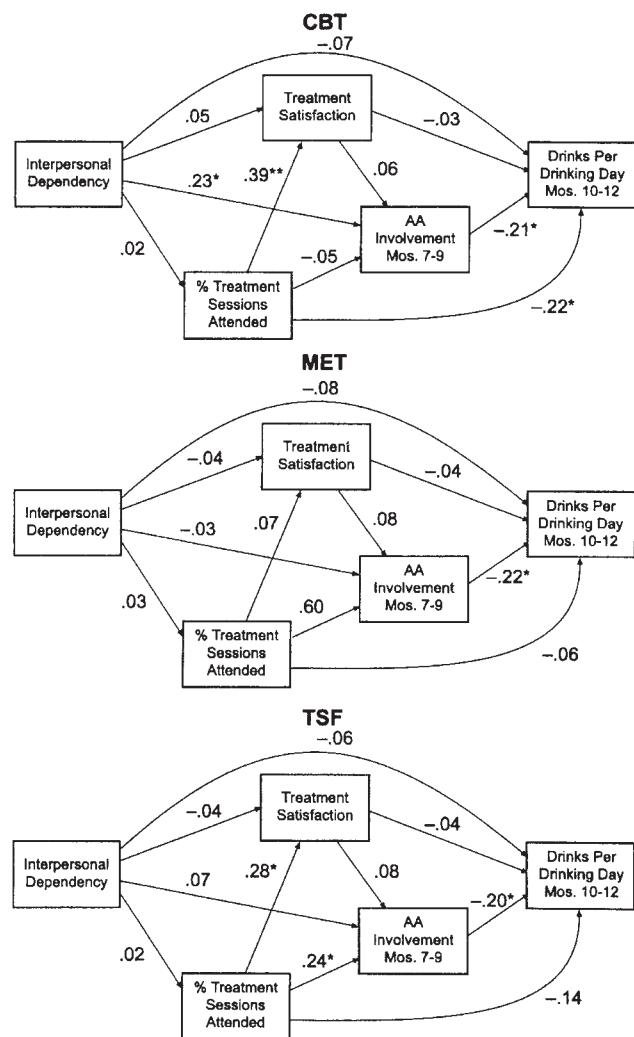 CBT
–.07
Treatment
Satisfaction
.05
–.03
Interpersonal
Dependency
Drinks Per
Drinking Day
Mos. 10-12
.39**
.06
.23*
AA
Involvement
Mos. 7-9
–.21*
.02
–.05
% Treatment
Sessions
Attended
–.22*
MET
–.08
Treatment
Satisfaction
–.04
–.04
Interpersonal
Dependency
Drinks Per
Drinking Day
Mos. 10-12
.07
.08
–.03
AA
Involvement
Mos. 7-9
–.22*
.03
.60
% Treatment
Sessions
Attended
–.06
TSF
–.06
Treatment
Satisfaction
–.04
–.04
Interpersonal
Dependency
Drinks Per
Drinking Day
Mos. 10-12
.28*
.08
.07
AA
Involvement
Mos. 7-9
–.20*
.02
.24*
% Treatment
Sessions
Attended
–.14